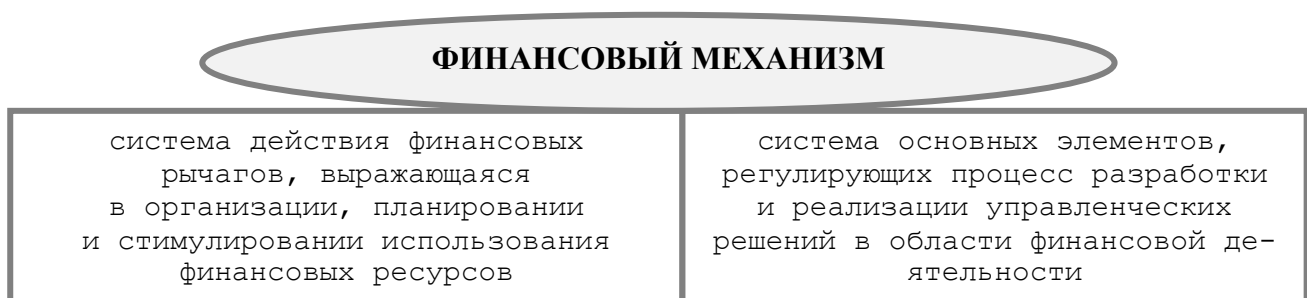 ФИНАНСОВЫЙ МЕХАНИЗМ
система действия финансовых
рычагов, выражающаяся
в организации, планировании
и стимулировании использования
финансовых ресурсов
система основных элементов,
регулирующих процесс разработки
и реализации управленческих
решений в области финансовой де-
ятельности